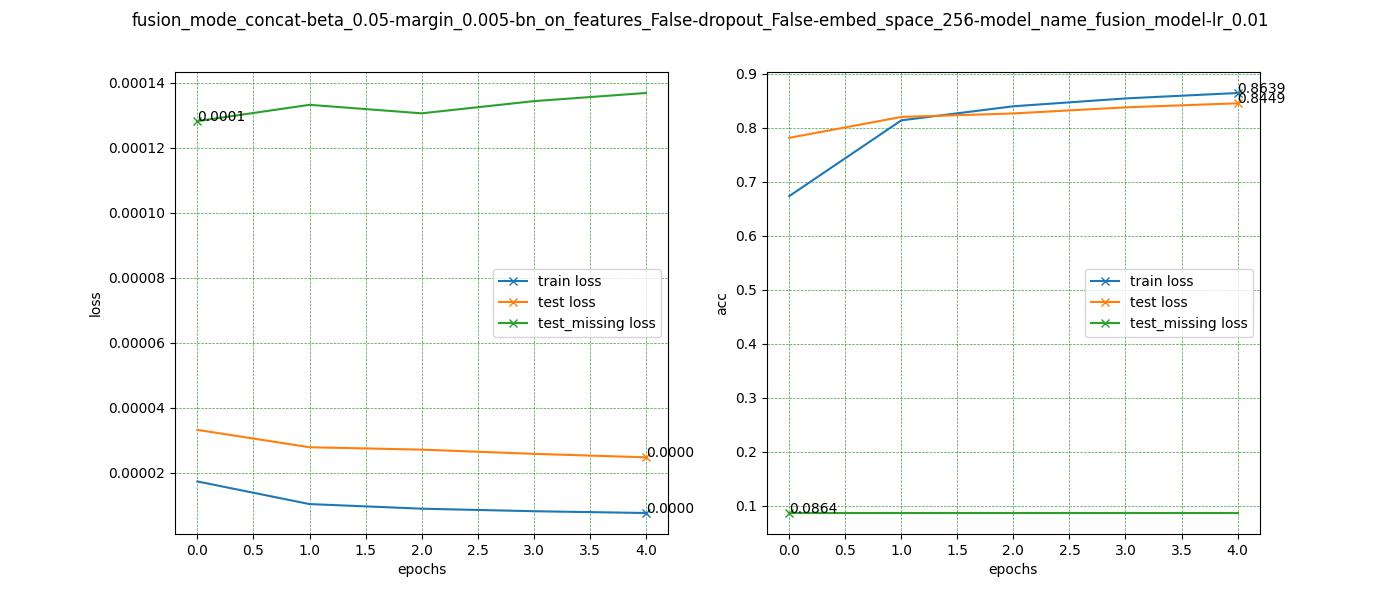 fusion_mode_concat-beta_0.05-margin_0.005-bn_on_features_False-dropout_False-embed_space_256-model_name_fusion_model-lr_0.01
0.00014
0.00012
0.00010
0.00008
0.00006
0.00004
0.00002
loss
0.0001
0.0000
0.0000
train loss
test loss
test_missing loss
0.0 0.5 1.0 1.5 2.0 2.5 3.0 3.5 4.0
epochs
0.9
0.8
0.7
0.6
0.5
0.4
0.3
0.2
0.1
acc
0.8639
0.8449
0.0864
train loss
test loss
test_missing loss
0.0 0.5 1.0 1.5 2.0 2.5 3.0 3.5 4.0
epochs